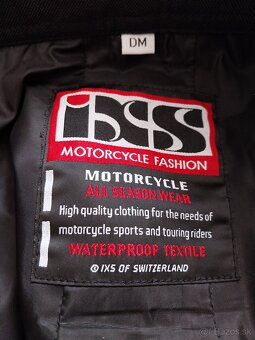 DM
ixs
MOTORCYCLE FASHION
MOTORCYCLE
ALL SEASON WEAR
High quality clothing for the needs of
motorcycle sports and touring riders
WATERPROOF TEXTILE
© IXS OF SWITZERLAND